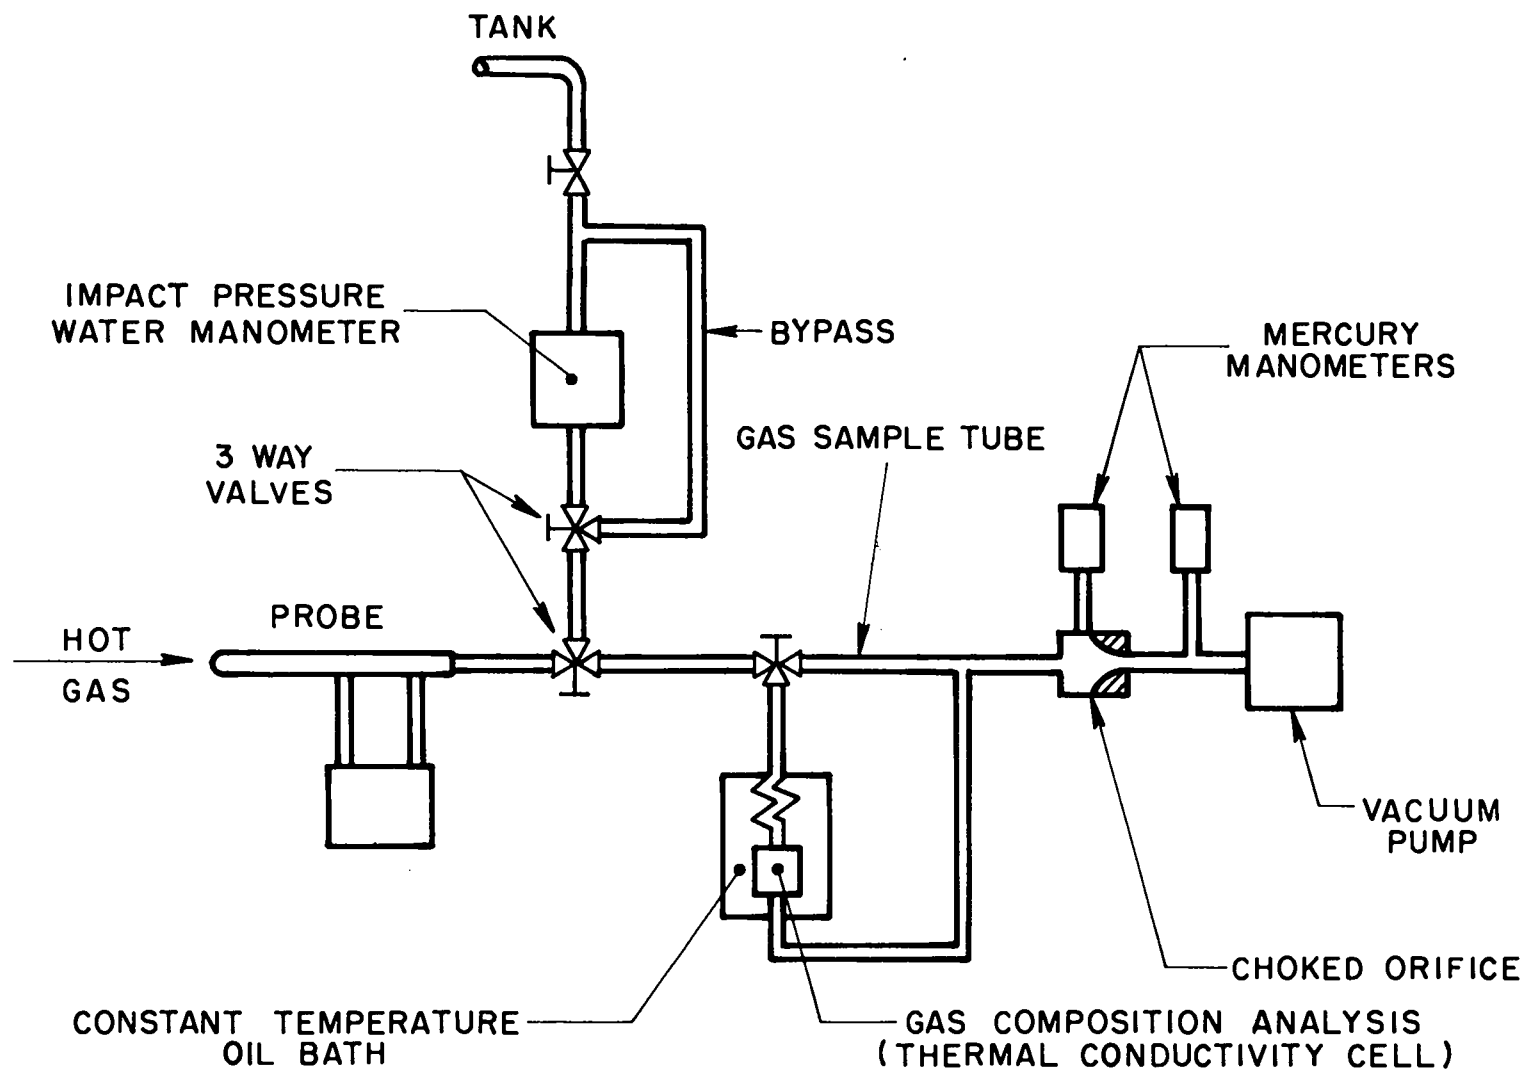 TANK
IMPACT PRESSURE
WATER MANOMETER
BYPASS
MERCURY
MANOMETERS
3 WAY
VALVES
GAS SAMPLE TUBE
PROBE
HOT
GAS
VACUUM
PUMP
CHOKED ORIFICE
CONSTANT TEMPERATURE
OIL BATH
GAS COMPOSITION ANALYSIS
(THERMAL CONDUCTIVITY CELL)